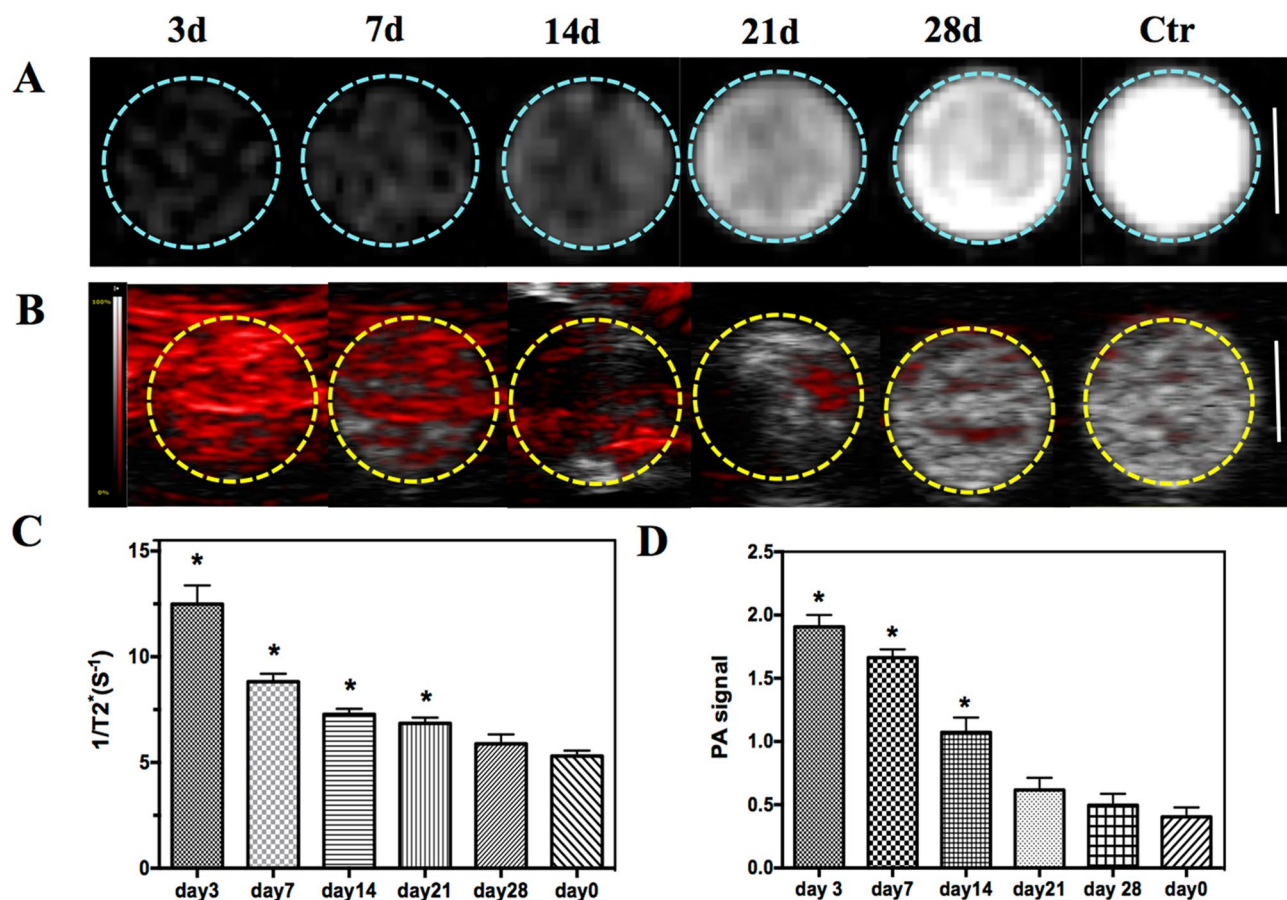 3d 7d 14d 21d 28d Ctr
A
B
100%
0%
C
15
10
5
0
1/T2*(S-1)
* * * *
day3 day7 day14 day21 day28 day0
D
2.5
2.0
1.5
1.0
0.5
0.0
PA signal
* * *
day 3 day7 day14 day21 day 28 day0